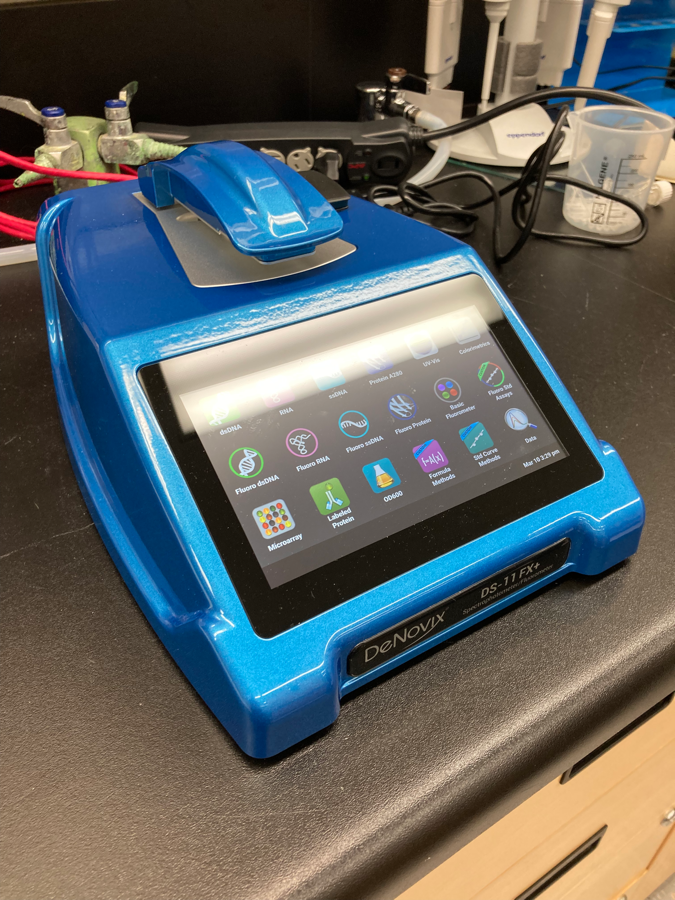 eppendorf
GENE
dsDNA
RNA
ssDNA
Protein A280
UV-Vis
Colorimetrics
Fluoro dsDNA
Fluoro RNA
Fluoro ssDNA
Fluoro Protein
Basic
Fluorometer
Fluoro Std
Assays
Microarray
Labeled
Protein
OD600
Formula
Methods
Std Curve
Methods
Data
Mar 10 3:29 pm
DeNovix
DS-11 FX+
Spectrophotometer/Fluorometer